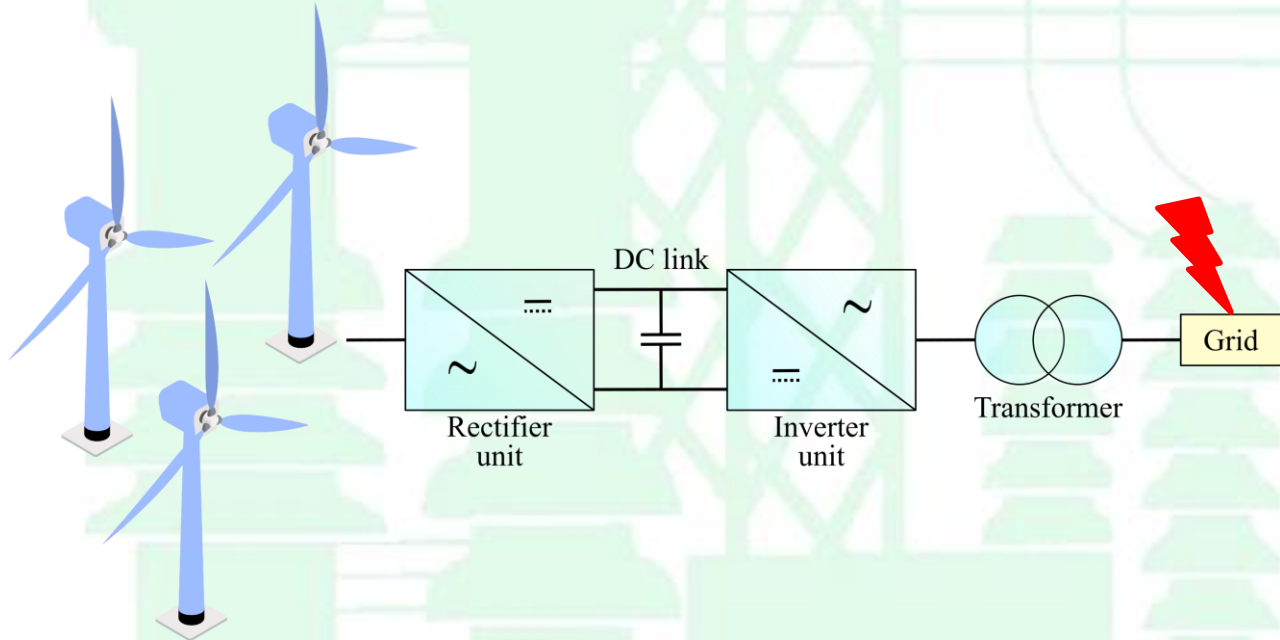 DC link
Rectifier
unit
Inverter
unit
Transformer
Grid